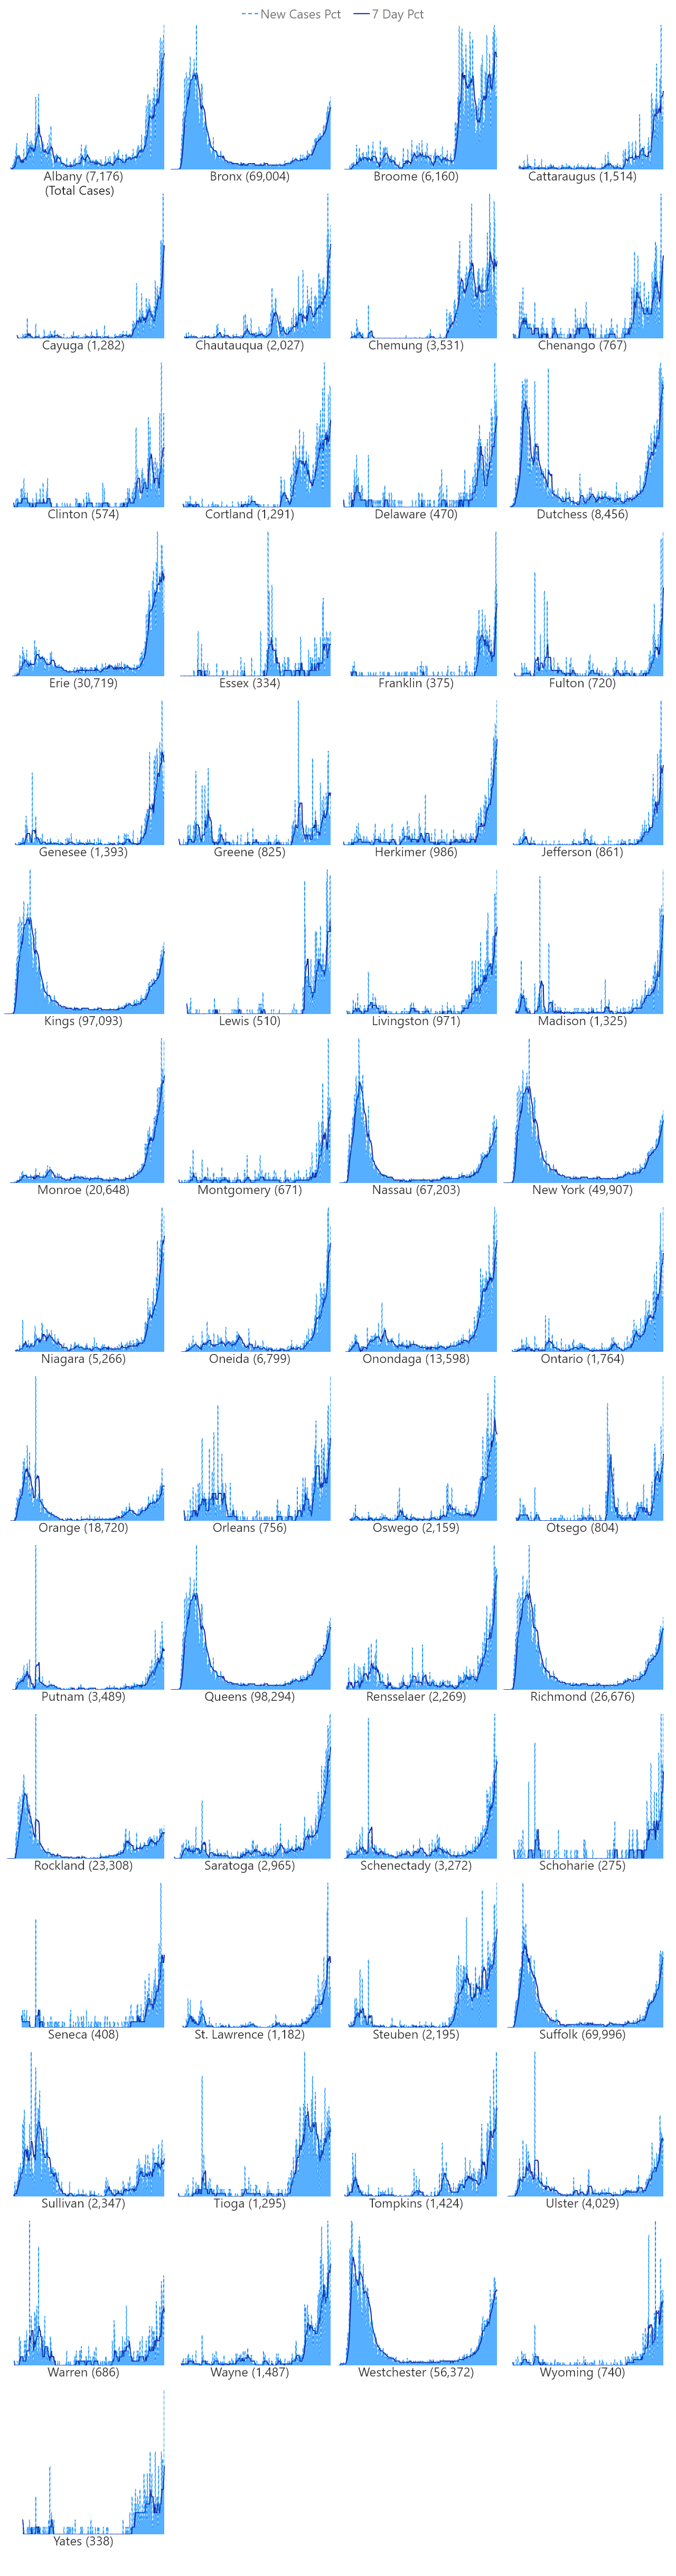 New Cases Pct 7 Day Pct
Albany (7,176) Bronx (69,004) Broome (6,160) Cattaraugus (1,514)
(Total Cases)
Cayuga (1,282) Chautauqua (2,027) Chemung (3,531) Chenango (767)
Clinton (574) Cortland (1,291) Delaware (470) Dutchess (8,456)
Erie (30,719) Essex (334) Franklin (375) Fulton (720)
Genesee (1,393) Greene (825) Herkimer (986) Jefferson (861)
Kings (97,093) Lewis (510) Livingston (971) Madison (1,325)
Monroe (20,648) Montgomery (671) Nassau (67,203) New York (49,907)
Niagara (5,266) Oneida (6,799) Onondaga (13,598) Ontario (1,764)
Orange (18,720) Orleans (756) Oswego (2,159) Otsego (804)
Putnam (3,489) Queens (98,294) Rensselaer (2,269) Richmond (26,676)
Rockland (23,308) Saratoga (2,965) Schenectady (3,272) Schoharie (275)
Seneca (408) St. Lawrence (1,182) Steuben (2,195) Suffolk (69,996)
Sullivan (2,347) Tioga (1,295) Tompkins (1,424) Ulster (4,029)
Warren (686) Wayne (1,487) Westchester (56,372) Wyoming (740)
Yates (338)